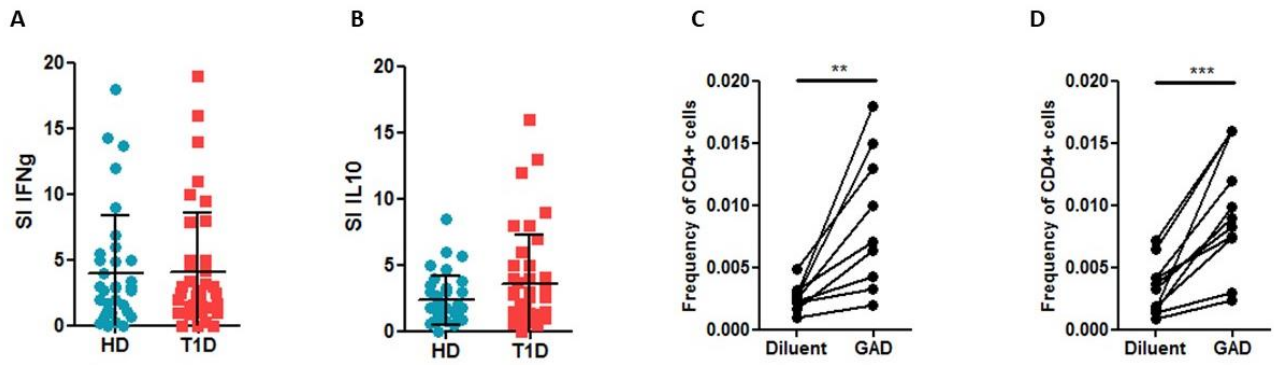 A
SI IFNg
20
15
10
5
0
HD T1D
B
SI IL10
20
15
10
5
0
HD T1D
C
Frequency of CD4+ cells
**
0.020
0.015
0.010
0.005
0.000
Diluent GAD
D
Frequency of CD4+ cells
***
0.020
0.015
0.010
0.005
0.000
Diluent GAD